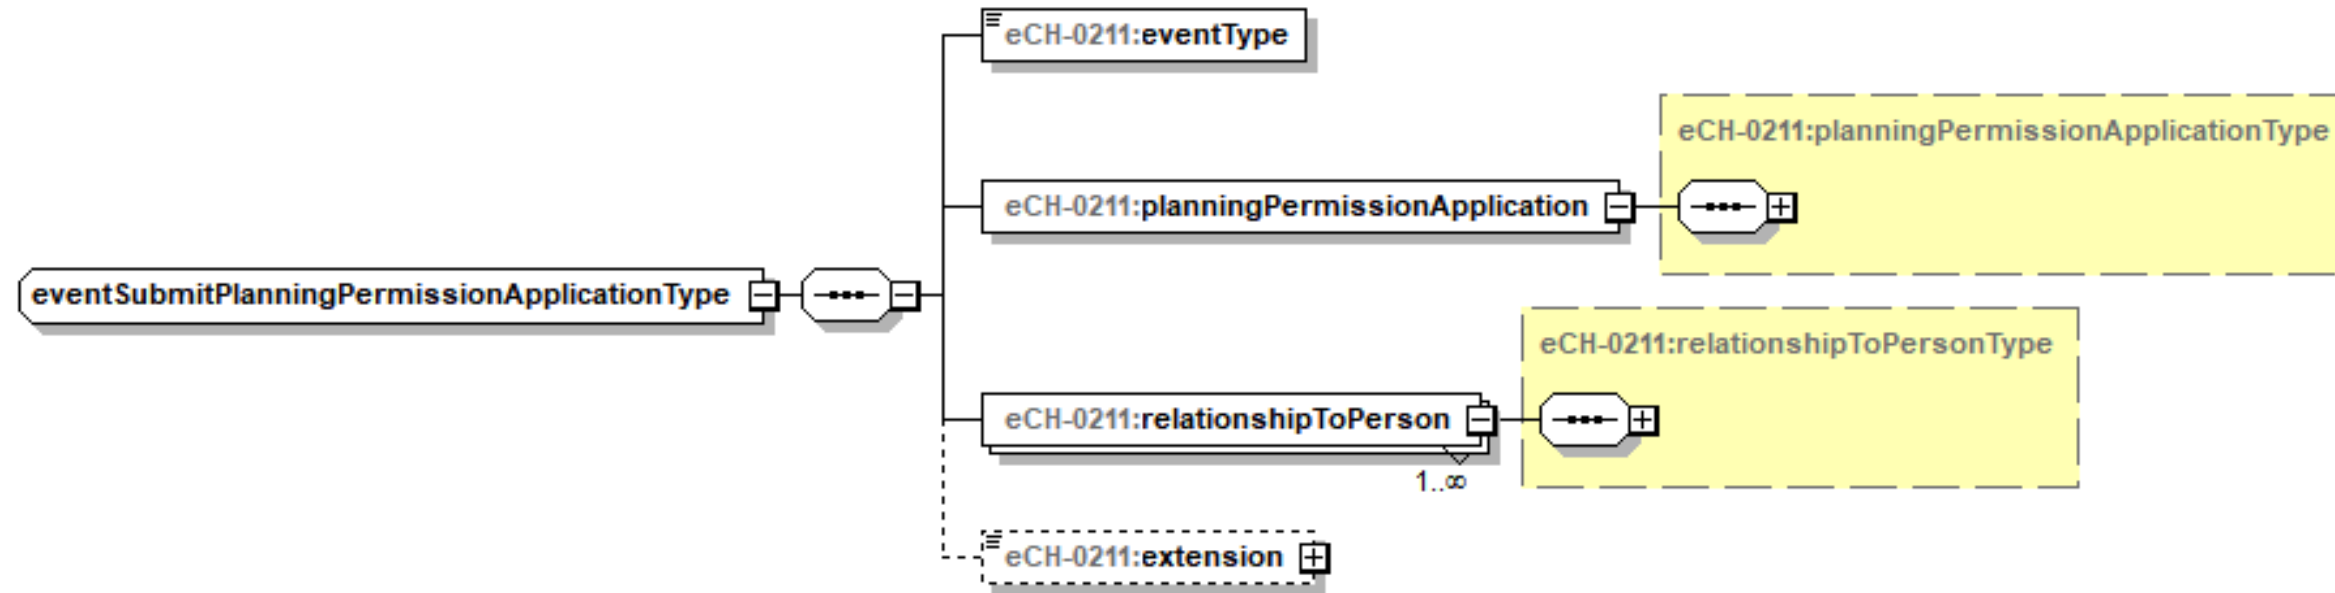 eCH-0211:eventType
eCH-0211:planningPermissionApplicationType
eCH-0211:planningPermissionApplication
eventSubmitPlanningPermissionApplicationType
eCH-0211:relationshipToPersonType
eCH-0211:relationshipToPerson
1..∞
eCH-0211:extension